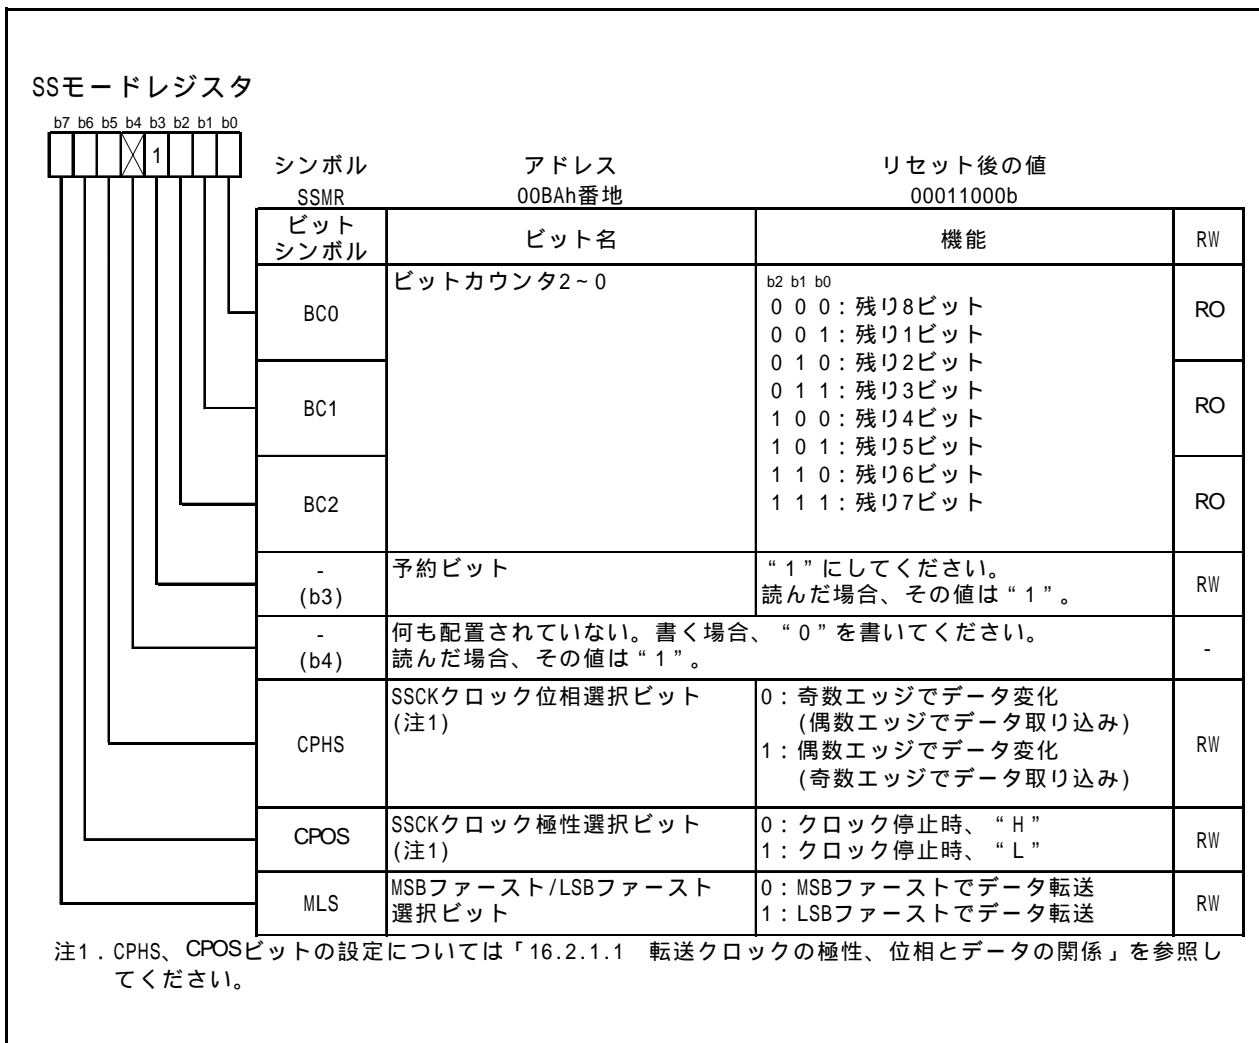 SSモードレジスタ
b7 b6 b5 b4 b3 b2 b1 b0
1
シンボル アドレス リセット後の値
SSMR 00BAh番地 00011000b
ビット
シンボル
ビット名 機能 RW
BC0
ビットカウンタ2~0
b2 b1 b0
0 0 0:残り8ビット
0 0 1:残り1ビット
0 1 0:残り2ビット
0 1 1:残り3ビット
1 0 0:残り4ビット
1 0 1:残り5ビット
1 1 0:残り6ビット
1 1 1:残り7ビット
RO
BC1
RO
BC2
RO
-
(b3)
予約ビット
“1”にしてください。
読んだ場合、その値は“1”。
RW
-
(b4)
何も配置されていない。書く場合、“0”を書いてください。
読んだ場合、その値は“1”。
-
CPHS
SSCKクロック位相選択ビット
(注1)
0:奇数エッジでデータ変化
(偶数エッジでデータ取り込み)
1:偶数エッジでデータ変化
(奇数エッジでデータ取り込み)
RW
CPOS
SSCKクロック極性選択ビット
(注1)
0:クロック停止時、“H”
1:クロック停止時、“L”
RW
MLS
MSBファースト/LSBファースト
選択ビット
0:MSBファーストでデータ転送
1:LSBファーストでデータ転送
RW
注1.CPHS、CPOSビットの設定については「16.2.1.1 転送クロックの極性、位相とデータの関係」を参照し
てください。